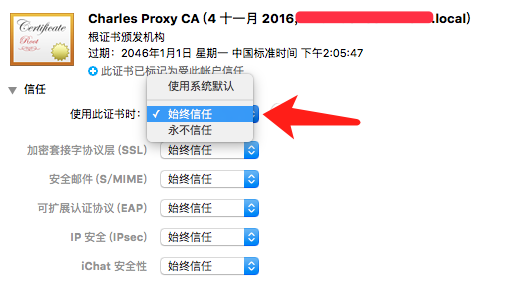 Charles Proxy CA (4 十一月 2016, .local)
根证书颁发机构
过期: 2046年1月1日 星期一 中国标准时间 下午2:05:47
此证书已标记为受此帐户信任
信任
使用系统默认
使用此证书时: ✓ 始终信任
永不信任
加密套接字协议层 (SSL) 始终信任
安全邮件 (S/MIME) 始终信任
可扩展认证协议 (EAP) 始终信任
IP 安全 (IPsec) 始终信任
iChat 安全性 始终信任
Certificate
Root